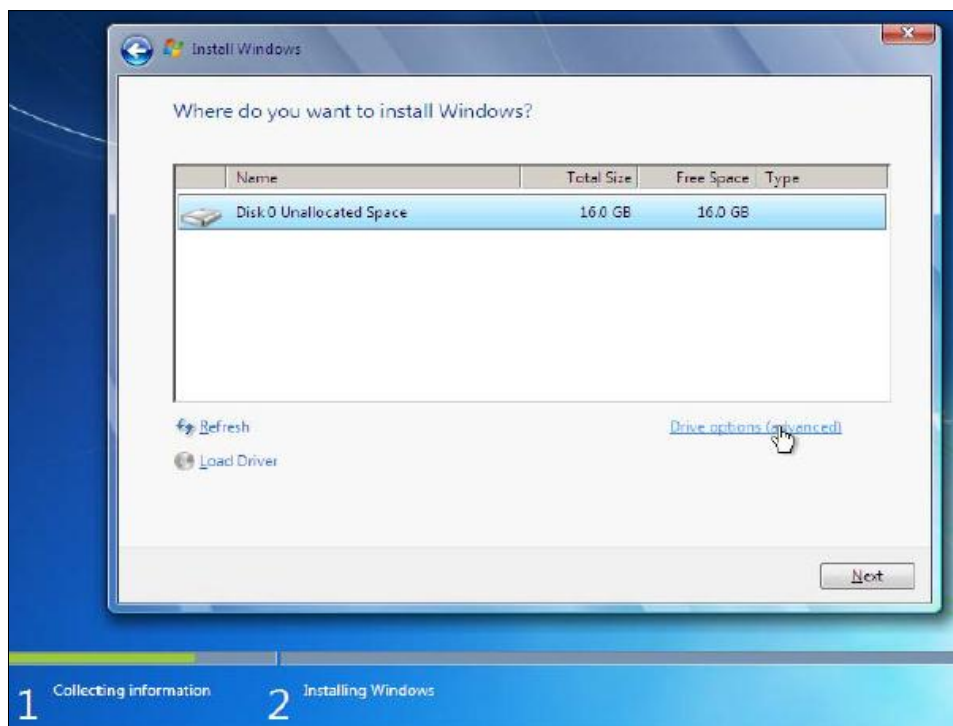 Install Windows
Where do you want to install Windows?
Name Total Size Free Space Type
Disk 0 Unallocated Space 16.0 GB 16.0 GB
Refresh Drive options (advanced)
Load Driver
Next
1 Collecting information 2 Installing Windows